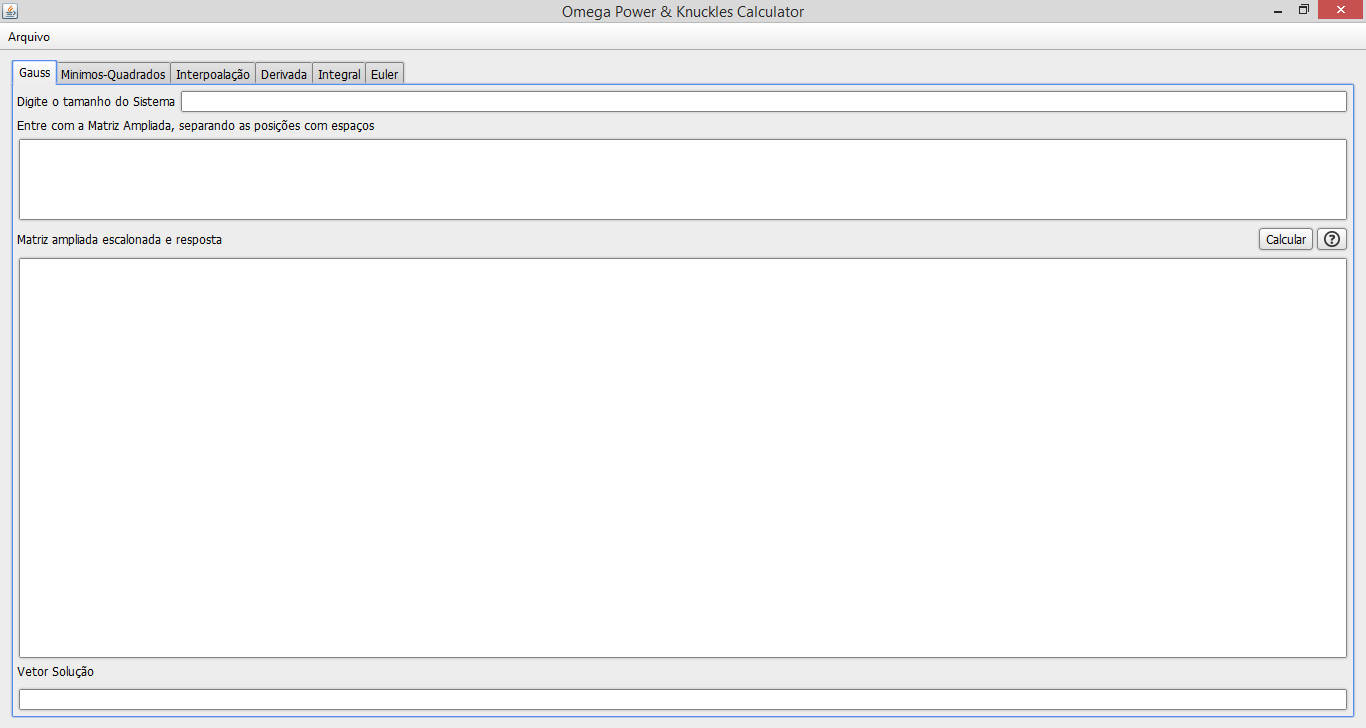 Omega Power & Knuckles Calculator
Arquivo
Gauss Minimos-Quadrados Interpoalação Derivada Integral Euler
Digite o tamanho do Sistema
Entre com a Matriz Ampliada, separando as posições com espaços
Matriz ampliada escalonada e resposta Calcular ?
Vetor Solução